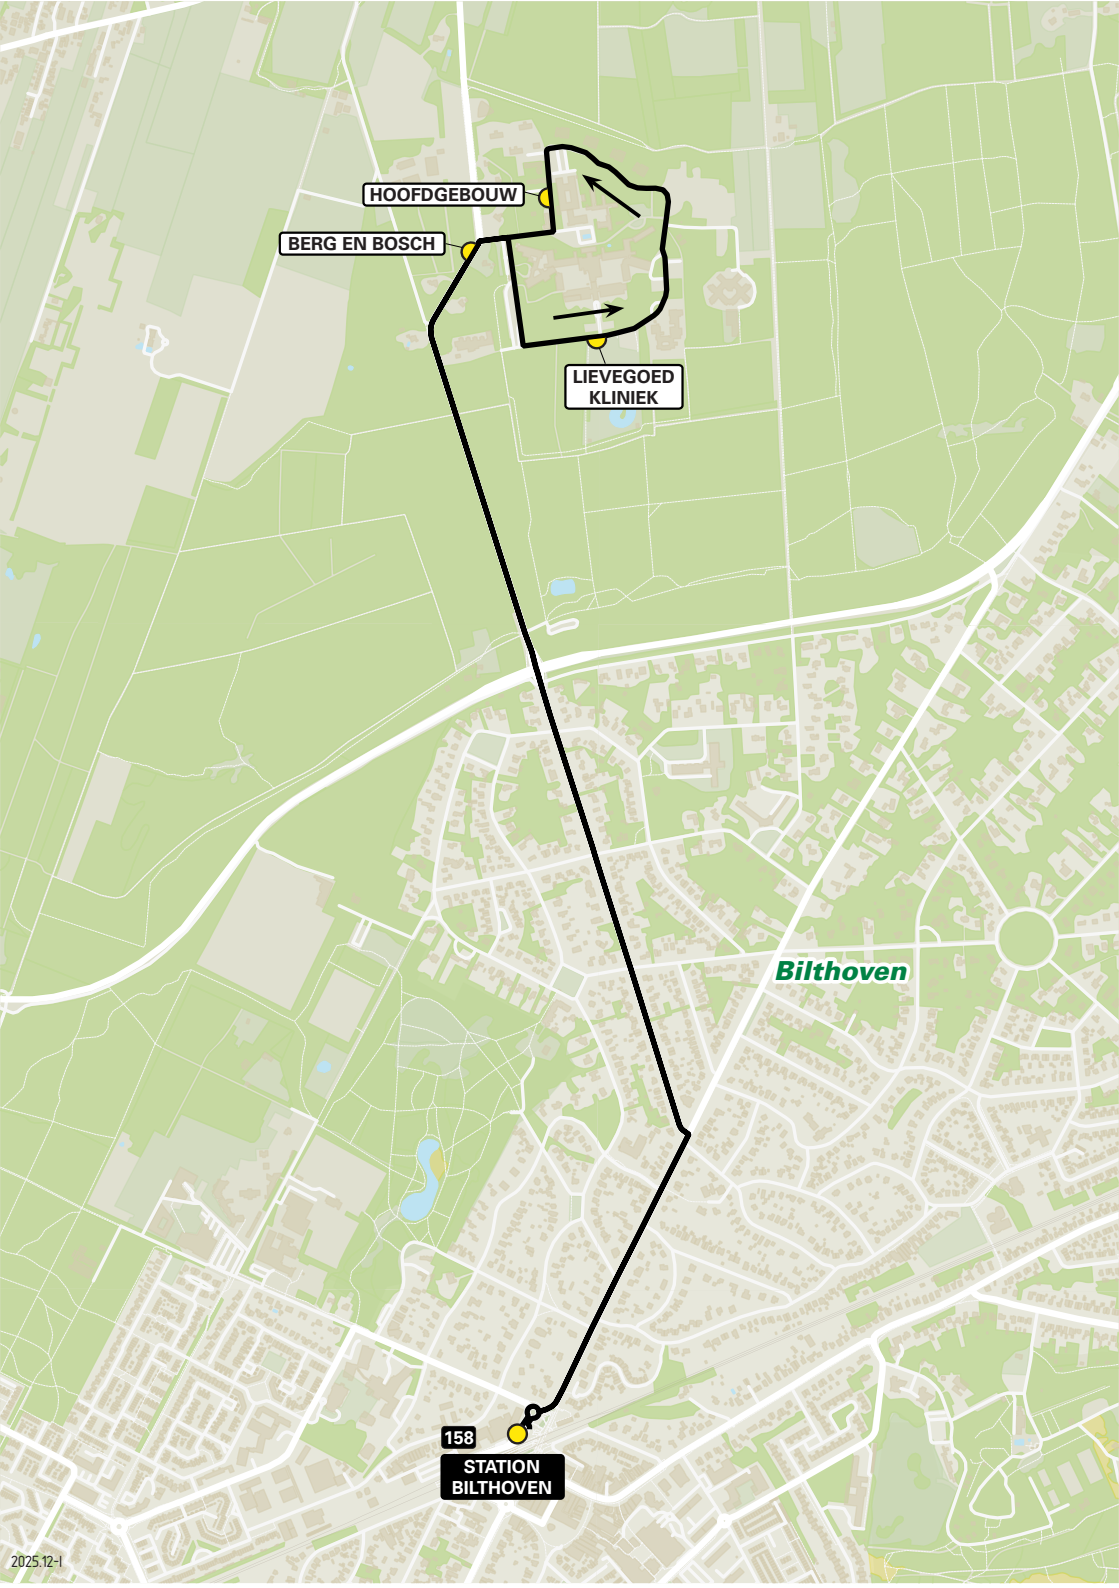 HOOFDGEBOUW
BERG EN BOSCH
LIEVEGOED
KLINIEK
Bilthoven
158
STATION
BILTHOVEN
2025.12-I